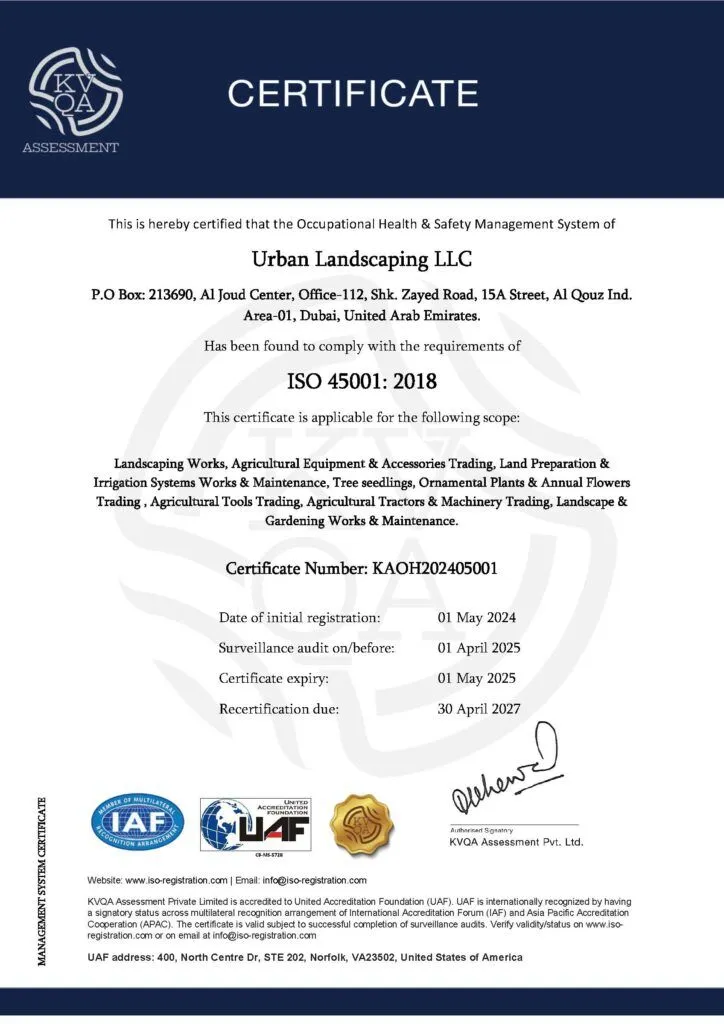 KV
QA
ASSESSMENT
CERTIFICATE
This is hereby certified that the Occupational Health & Safety Management System of
Urban Landscaping LLC
P.O Box: 213690, Al Joud Center, Office-112, Shk. Zayed Road, 15A Street, Al Qouz Ind.
Area-01, Dubai, United Arab Emirates.
Has been found to comply with the requirements of
ISO 45001: 2018
This certificate is applicable for the following scope:
Landscaping Works, Agricultural Equipment & Accessories Trading, Land Preparation &
Irrigation Systems Works & Maintenance, Tree seedlings, Ornamental Plants & Annual Flowers
Trading , Agricultural Tools Trading, Agricultural Tractors & Machinery Trading, Landscape &
Gardening Works & Maintenance.
Certificate Number: KAOH202405001
Date of initial registration: 01 May 2024
Surveillance audit on/before: 01 April 2025
Certificate expiry: 01 May 2025
Recertification due: 30 April 2027
MANAGEMENT SYSTEM CERTIFICATE
MEMBER OF MULTILATERAL
IAF
RECOGNITION ARRANGEMENT
UNITED
ACCREDITATION
FOUNDATION
UAF
CB-MS-5728
KV
QA
Authorised Signatory
KVQA Assessment Pvt. Ltd.
Website: www.iso-registration.com | Email: info@iso-registration.com
KVQA Assessment Private Limited is accredited to United Accreditation Foundation (UAF). UAF is internationally recognized by having
a signatory status across multilateral recognition arrangement of International Accreditation Forum (IAF) and Asia Pacific Accreditation
Cooperation (APAC). The certificate is valid subject to successful completion of surveillance audits. Verify validity/status on www.iso-
registration.com or on email at info@iso-registration.com
UAF address: 400, North Centre Dr, STE 202, Norfolk, VA23502, United States of America